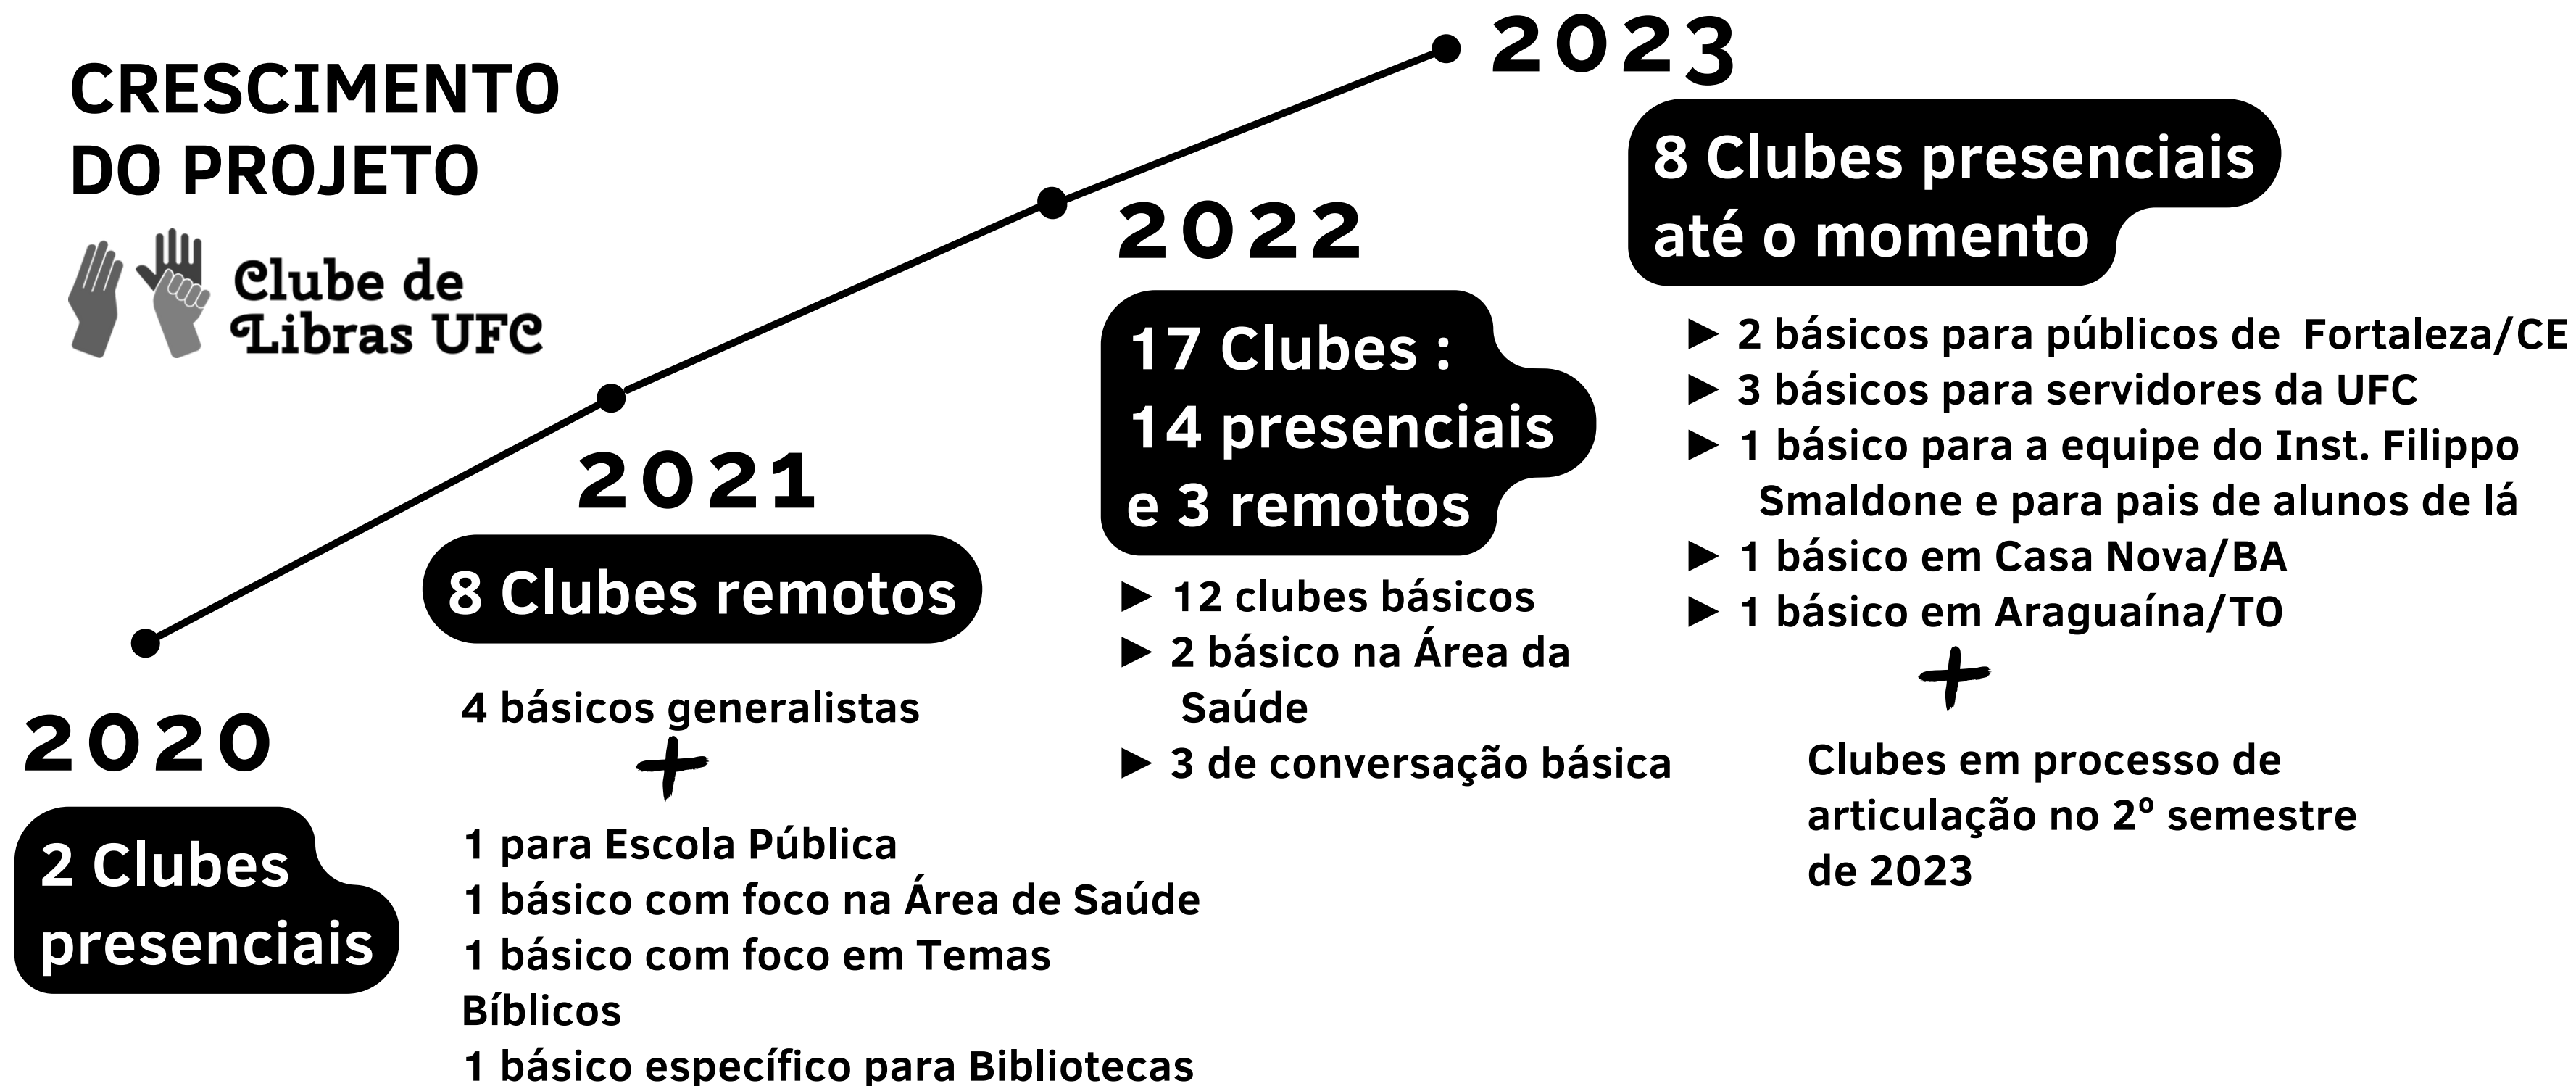 CRESCIMENTO
DO PROJETO
Clube de
Libras UFC
2020
2 Clubes
presenciais
2021
8 Clubes remotos
4 básicos generalistas
+
1 para Escola Pública
1 básico com foco na Área de Saúde
1 básico com foco em Temas
Bíblicos
1 básico específico para Bibliotecas
2022
17 Clubes :
14 presenciais
e 3 remotos
► 12 clubes básicos
► 2 básico na Área da
Saúde
► 3 de conversação básica
2023
8 Clubes presenciais
até o momento
► 2 básicos para públicos de Fortaleza/CE
► 3 básicos para servidores da UFC
► 1 básico para a equipe do Inst. Filippo
Smaldone e para pais de alunos de lá
► 1 básico em Casa Nova/BA
► 1 básico em Araguaína/TO
+
Clubes em processo de
articulação no 2º semestre
de 2023